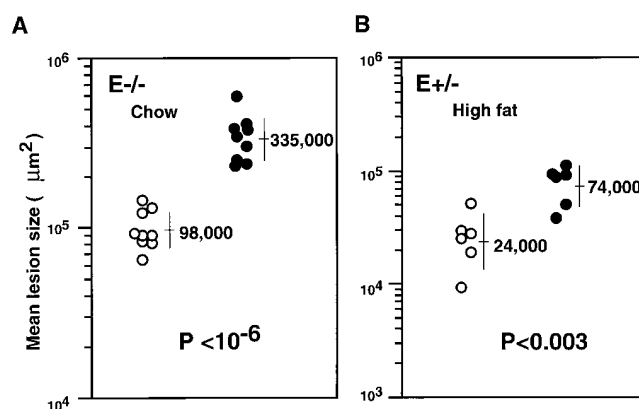 A
B
10⁶
10⁶
E-/-
E+/-
Chow
High fat
335,000
10⁵
74,000
10⁵
98,000
24,000
10⁴
P <10⁻⁶
P<0.003
10⁴
10³
Mean lesion size ( μm²)